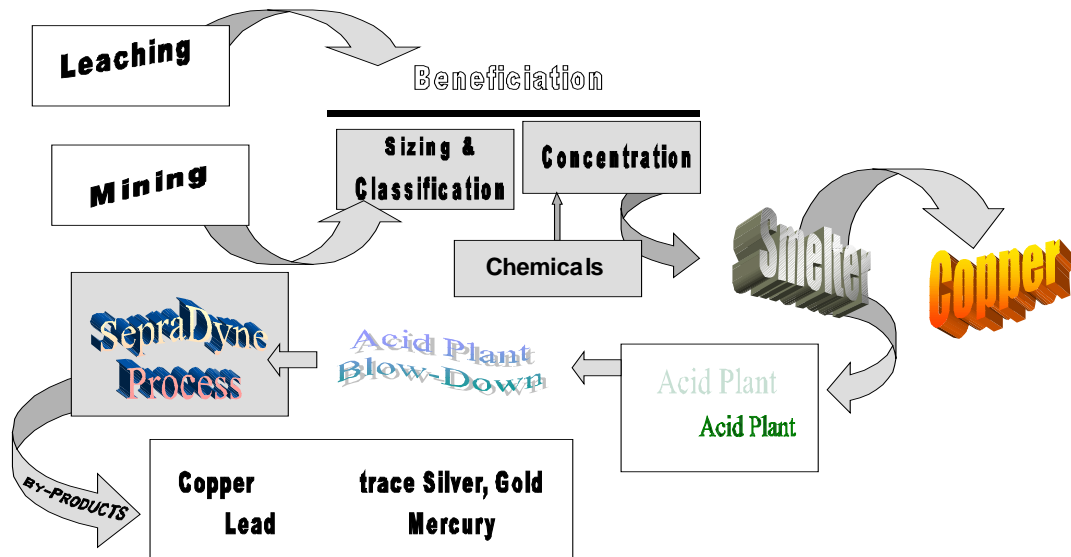 Leaching
Beneficiation
Sizing &
Classification
Concentration
Mining
Chemicals
Smelter
Copper
SepraDyne
Process
Acid Plant
Blow-Down
Acid Plant
Acid Plant
BY-PRODUCTS
Copper trace Silver, Gold
Lead Mercury